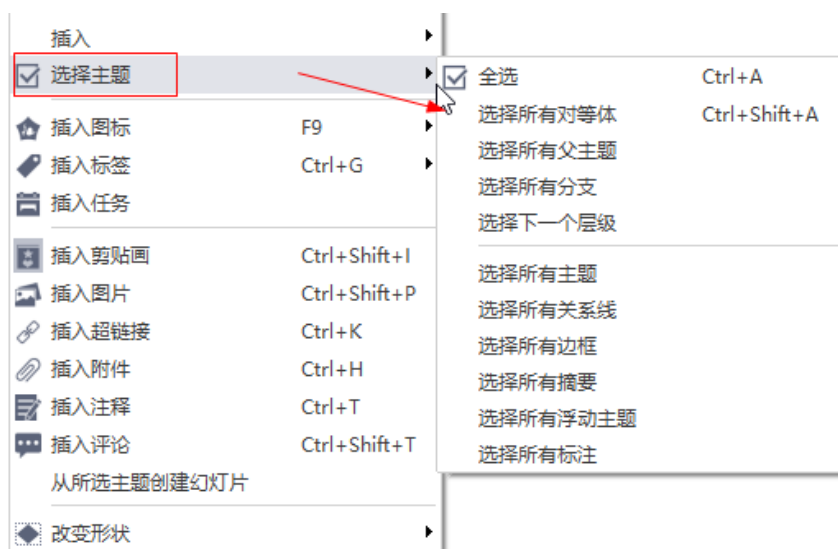 插入
选择主题
插入图标 F9
插入标签 Ctrl+G
插入任务
插入剪贴画 Ctrl+Shift+I
插入图片 Ctrl+Shift+P
插入超链接 Ctrl+K
插入附件 Ctrl+H
插入注释 Ctrl+T
插入评论 Ctrl+Shift+T
从所选主题创建幻灯片
改变形状
全选 Ctrl+A
选择所有对等体 Ctrl+Shift+A
选择所有父主题
选择所有分支
选择下一个层级
选择所有主题
选择所有关系线
选择所有边框
选择所有摘要
选择所有浮动主题
选择所有标注